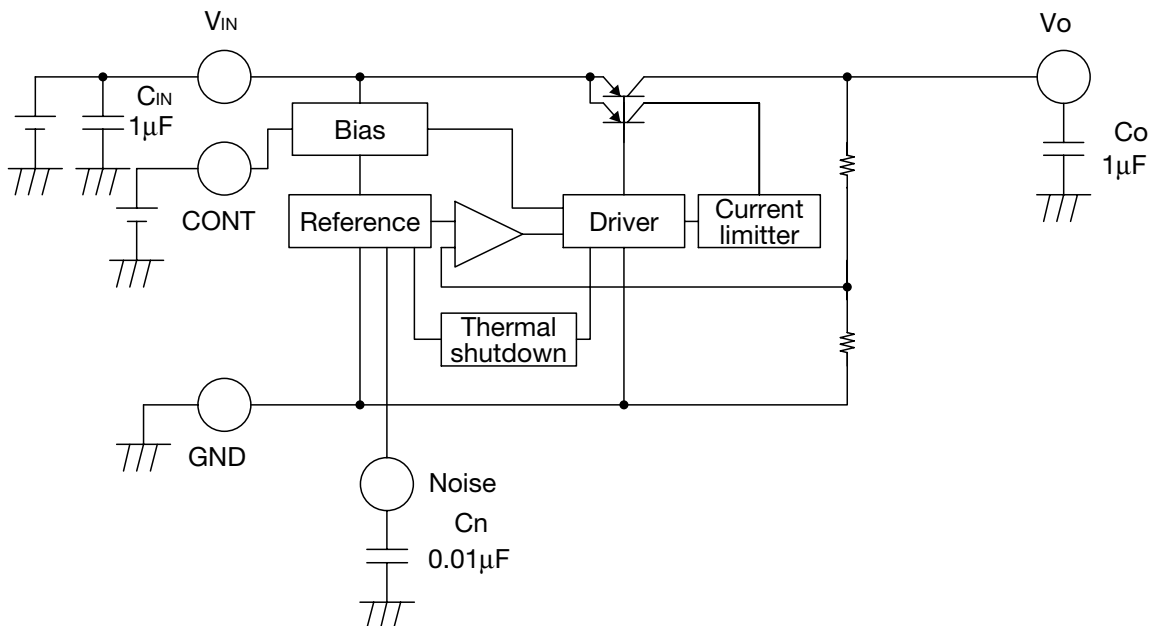 VIN
Vo
CIN
1μF
Bias
Co
1μF
CONT
Reference
Driver
Current
limitter
Thermal
shutdown
GND
Noise
Cn
0.01μF